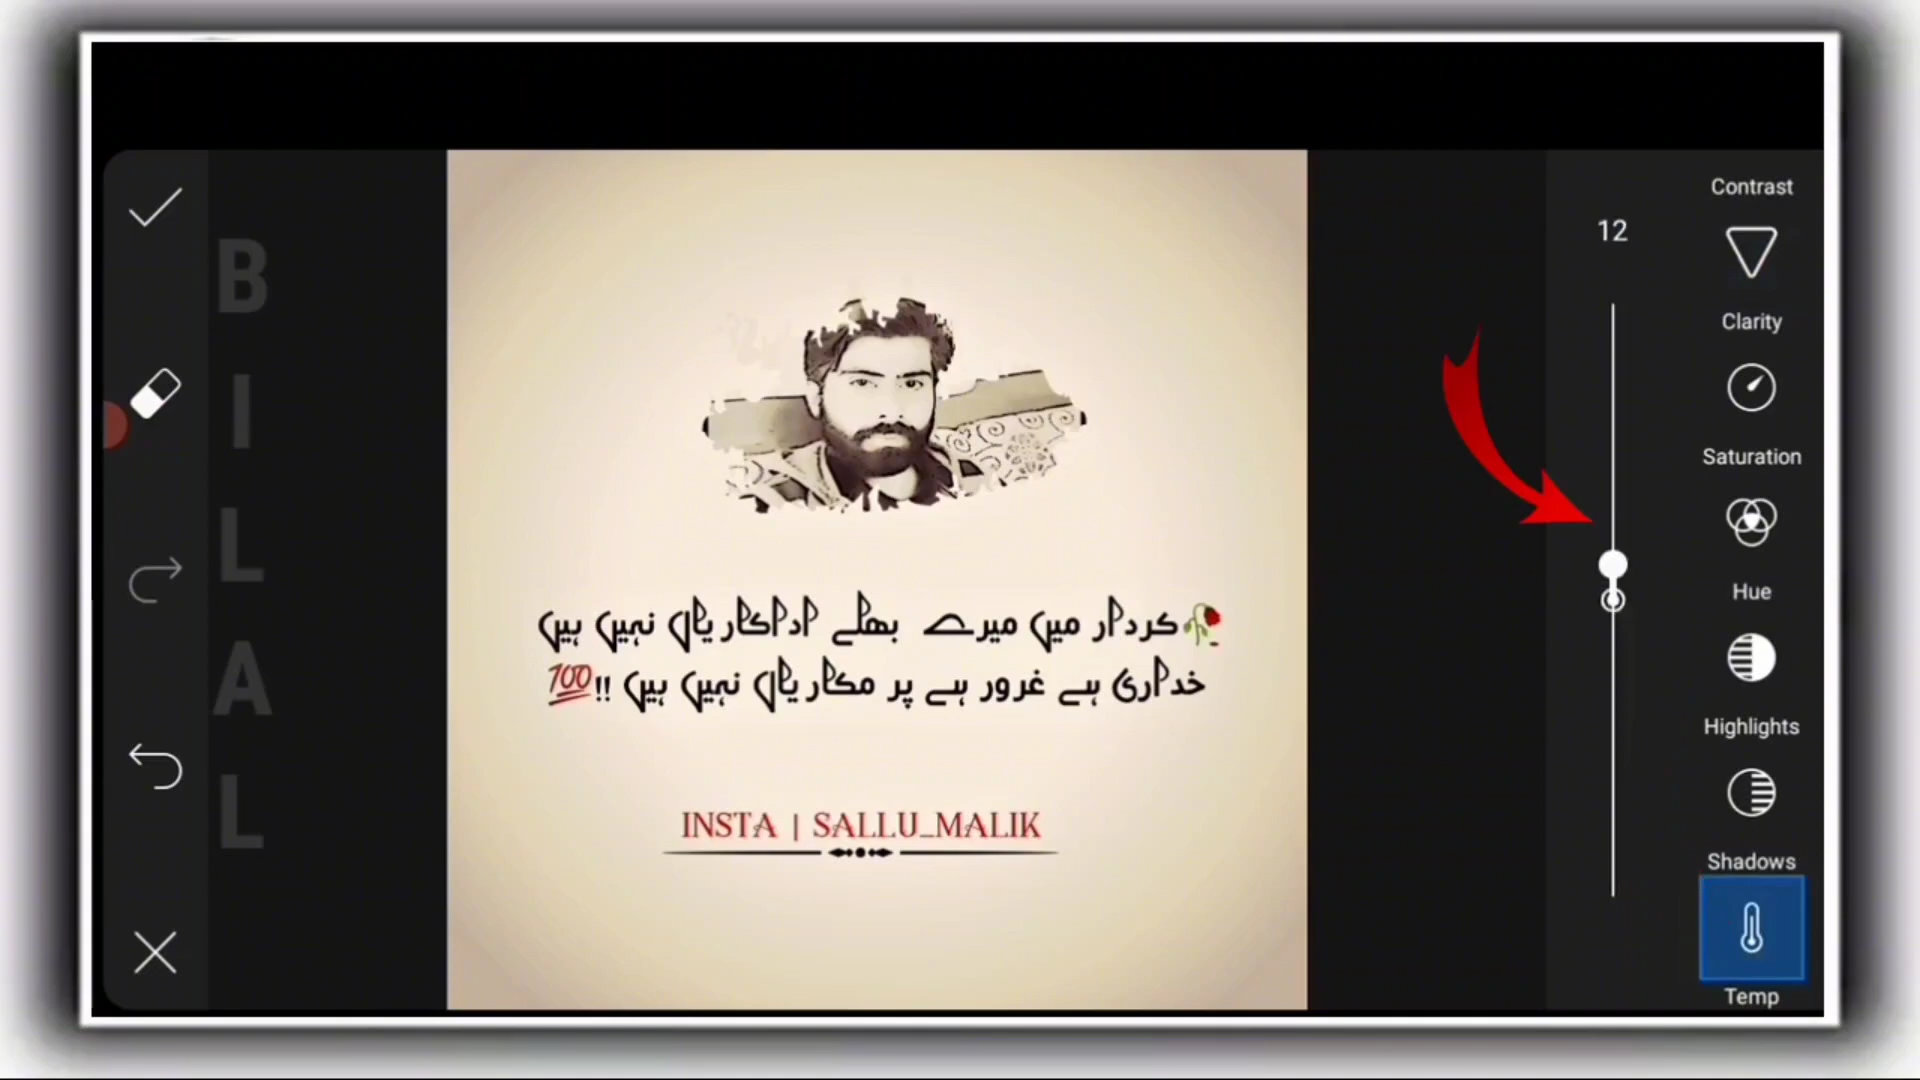 BILAL
🥀کردار میں میرے بھلے اداکاریاں نہیں ہیں
خداری ہے غرور ہے پر مکاریاں نہیں ہیں !!💯
INSTA | SALLU_MALIK
12
Contrast
Clarity
Saturation
Hue
Highlights
Shadows
Temp